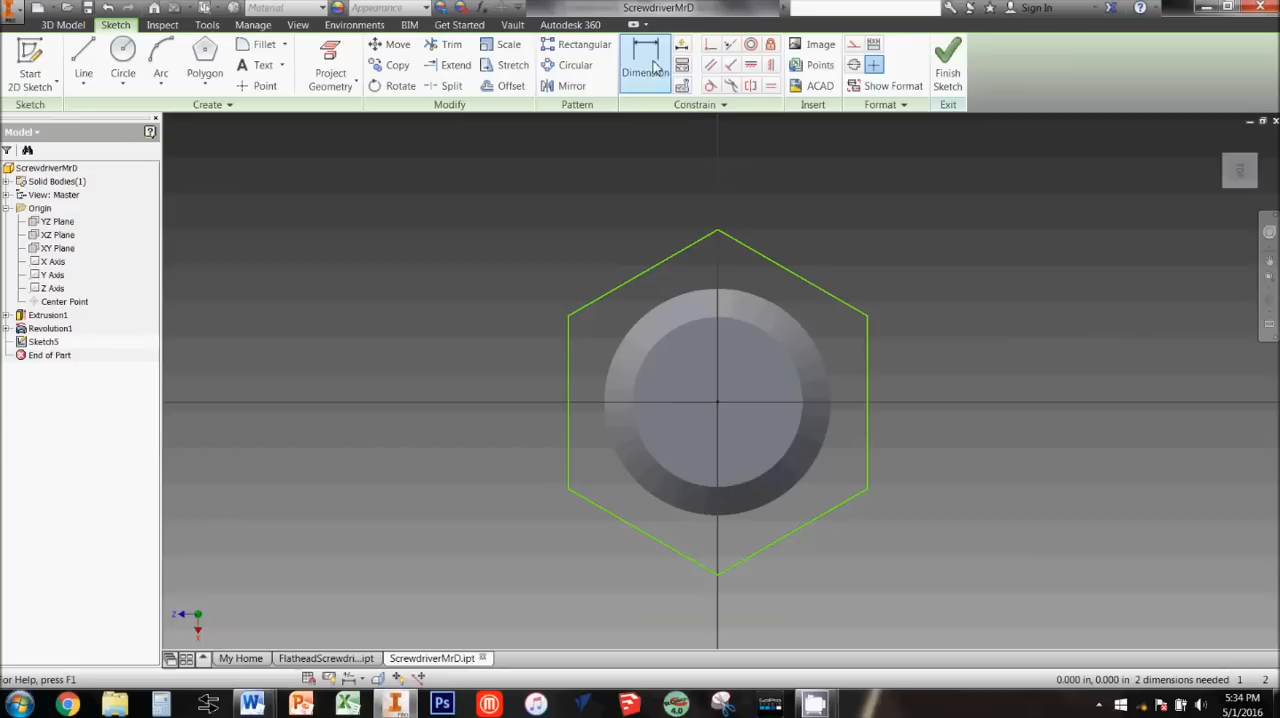 Material
Appearance
ScrewdriverMrD
Sign In
3D Model Sketch Inspect Tools Manage View Environments BIM Get Started Vault Autodesk 360
Start
2D Sketch
Line
Circle
Arc
Polygon
Fillet
Text
Point
Project
Geometry
Move
Copy
Rotate
Trim
Extend
Split
Scale
Stretch
Offset
Rectangular
Circular
Mirror
Dimension
Image
Points
ACAD
Show Format
Finish
Sketch
Sketch Create Modify Pattern Constrain Insert Format Exit
Model
ScrewdriverMrD
Solid Bodies(1)
View: Master
Origin
YZ Plane
XZ Plane
XY Plane
X Axis
Y Axis
Z Axis
Center Point
Extrusion1
Revolution1
Sketch5
End of Part
TOP
Z
X
My Home FlatheadScrewdri...ipt ScrewdriverMrD.ipt
For Help, press F1
0.000 in, 0.000 in 2 dimensions needed 1 2
5:34 PM
5/1/2016